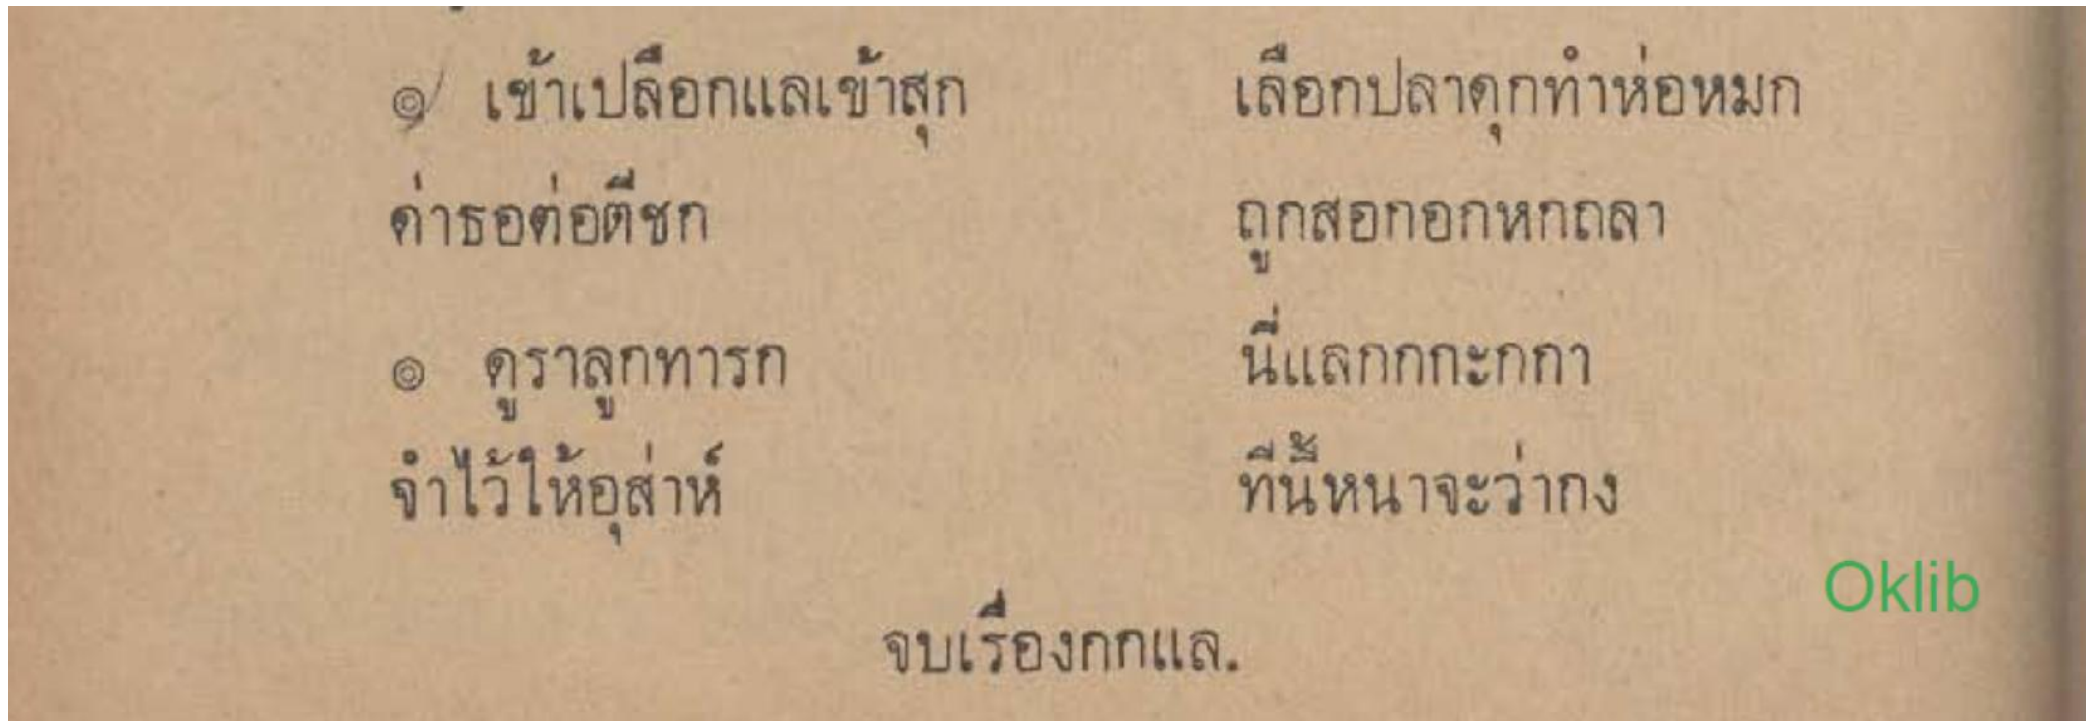 ๏ เข้าเปลือกแลเข้าสุก เลือกปลาดุกทำห่อหมก
ด่าธอต่อตีชก ถูกสอกอกหกถลา
๏ ดูราลูกทารก นี่แลกกกะกกา
จำไว้ให้อุส่าห์ ทีนี้หนาจะว่ากง
Oklib
จบเรื่องกกแล.